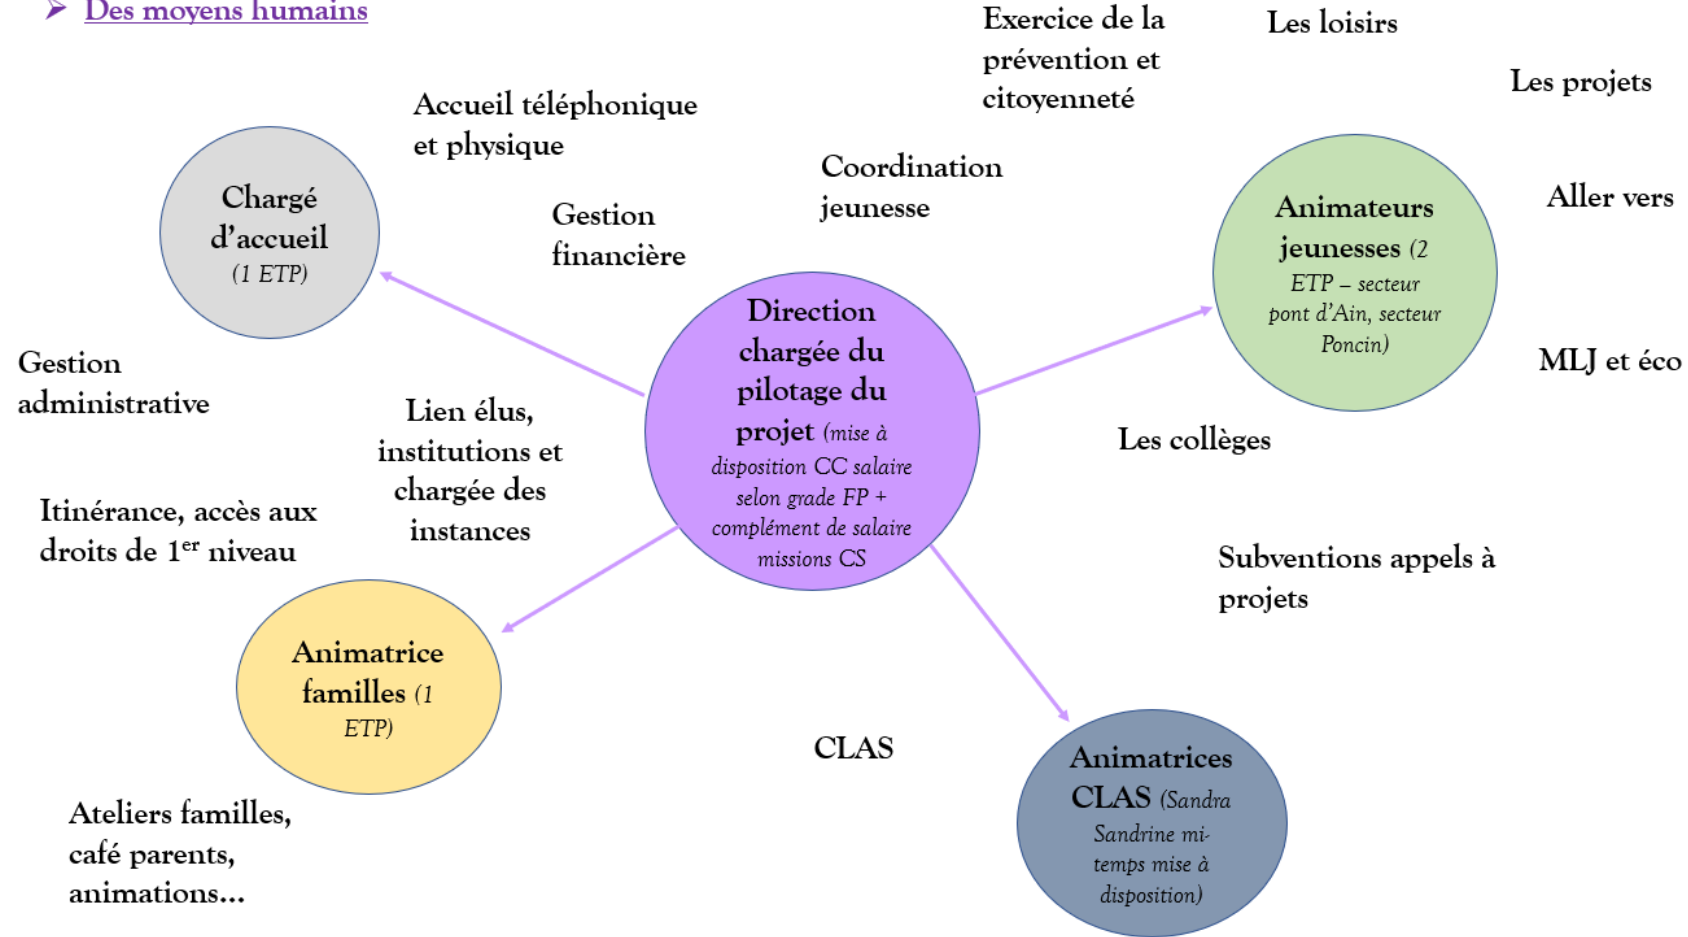 Des moyens humains
Exercice de la
prévention et
citoyenneté
Les loisirs
Les projets
Accueil téléphonique
et physique
Coordination
jeunesse
Gestion
financière
Chargé
d’accueil
(1 ETP)
Animateurs
jeunesses (2
ETP – secteur
pont d’Ain, secteur
Poncin)
Aller vers
MLJ et éco
Direction
chargée du
pilotage du
projet (mise à
disposition CC salaire
selon grade FP +
complément de salaire
missions CS
Gestion
administrative
Lien élus,
institutions et
chargée des
instances
Les collèges
Itinérance, accès aux
droits de 1er niveau
Subventions appels à
projets
Animatrice
familles (1
ETP)
CLAS
Animatrices
CLAS (Sandra
Sandrine mi-
temps mise à
disposition)
Ateliers familles,
café parents,
animations…